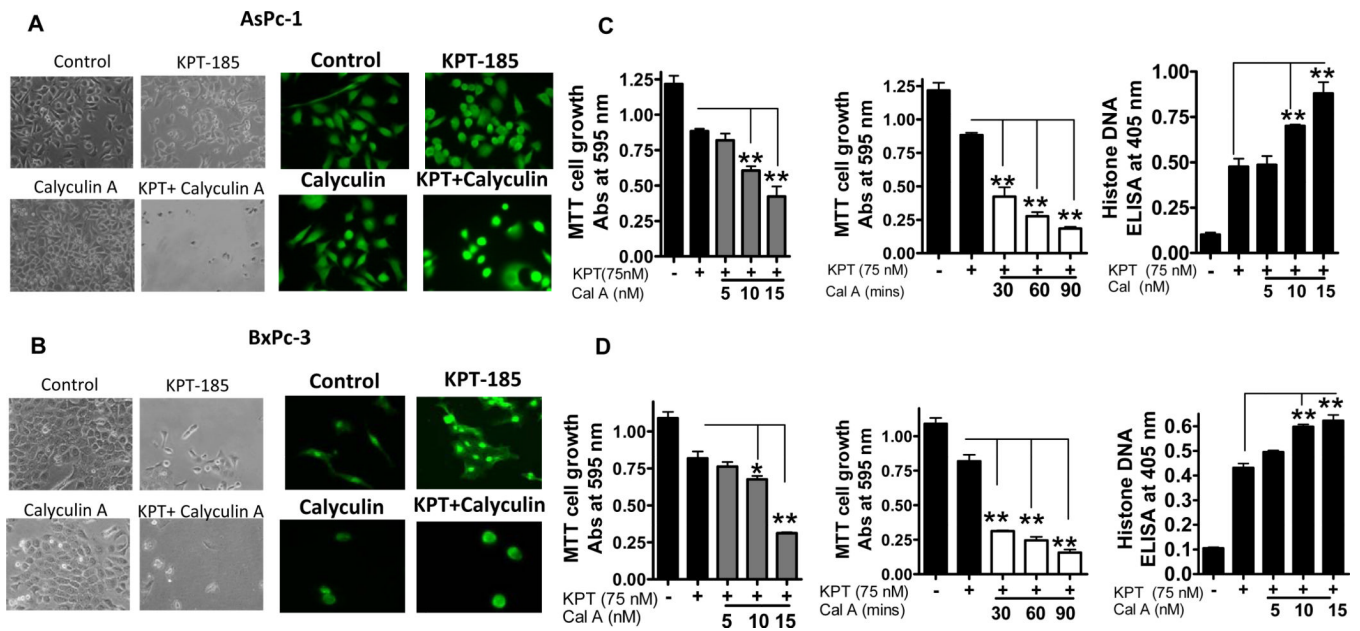 AsPc-1
A
Control
KPT-185
Control
KPT-185
Calyculin A
KPT+ Calyculin A
Calyculin
KPT+Calyculin
C
MTT cell growth
Abs at 595 nm
1.25
1.00
0.75
0.50
0.25
0.00
**
**
KPT(75nM) - + + + +
Cal A (nM) 5 10 15
MTT cell growth
Abs at 595 nm
1.25
1.00
0.75
0.50
0.25
0.00
**
**
**
KPT (75 nM) - + + + +
Cal A (mins) 30 60 90
Histone DNA
ELISA at 405 nm
1.00
0.75
0.50
0.25
0.00
**
**
KPT (75 nM) - + + + +
Cal (nM) 5 10 15
BxPc-3
B
Control
KPT-185
Control
KPT-185
Calyculin A
KPT+ Calyculin A
Calyculin
KPT+Calyculin
D
MTT cell growth
Abs at 595 nm
1.00
0.75
0.50
0.25
0.00
*
**
KPT (75 nM) - + + + +
Cal A (nM) 5 10 15
MTT cell growth
Abs at 595 nm
1.25
1.00
0.75
0.50
0.25
0.00
**
**
**
KPT (75 nM) - + + + +
Cal A (mins) 30 60 90
Histone DNA
ELISA at 405 nm
0.6
0.5
0.4
0.3
0.2
0.1
0.0
**
**
KPT (75 nM) - + + + +
Cal A (nM) 5 10 15